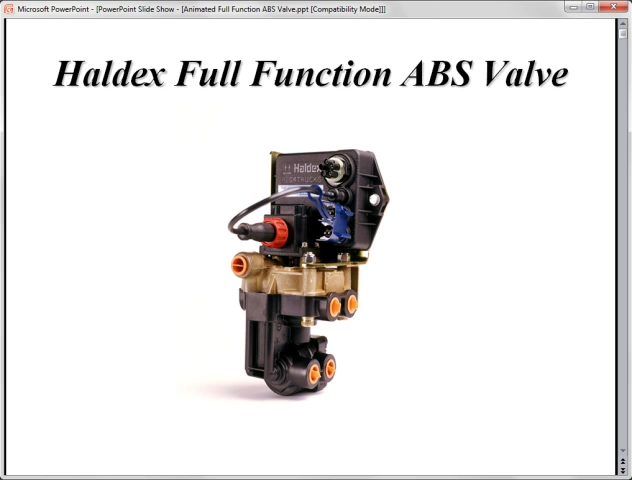 Microsoft PowerPoint - [PowerPoint Slide Show - [Animated Full Function ABS Valve.ppt [Compatibility Mode]]]
Haldex Full Function ABS Valve
Haldex